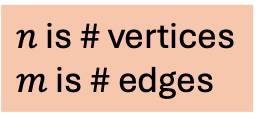 n is # vertices
m is # edges